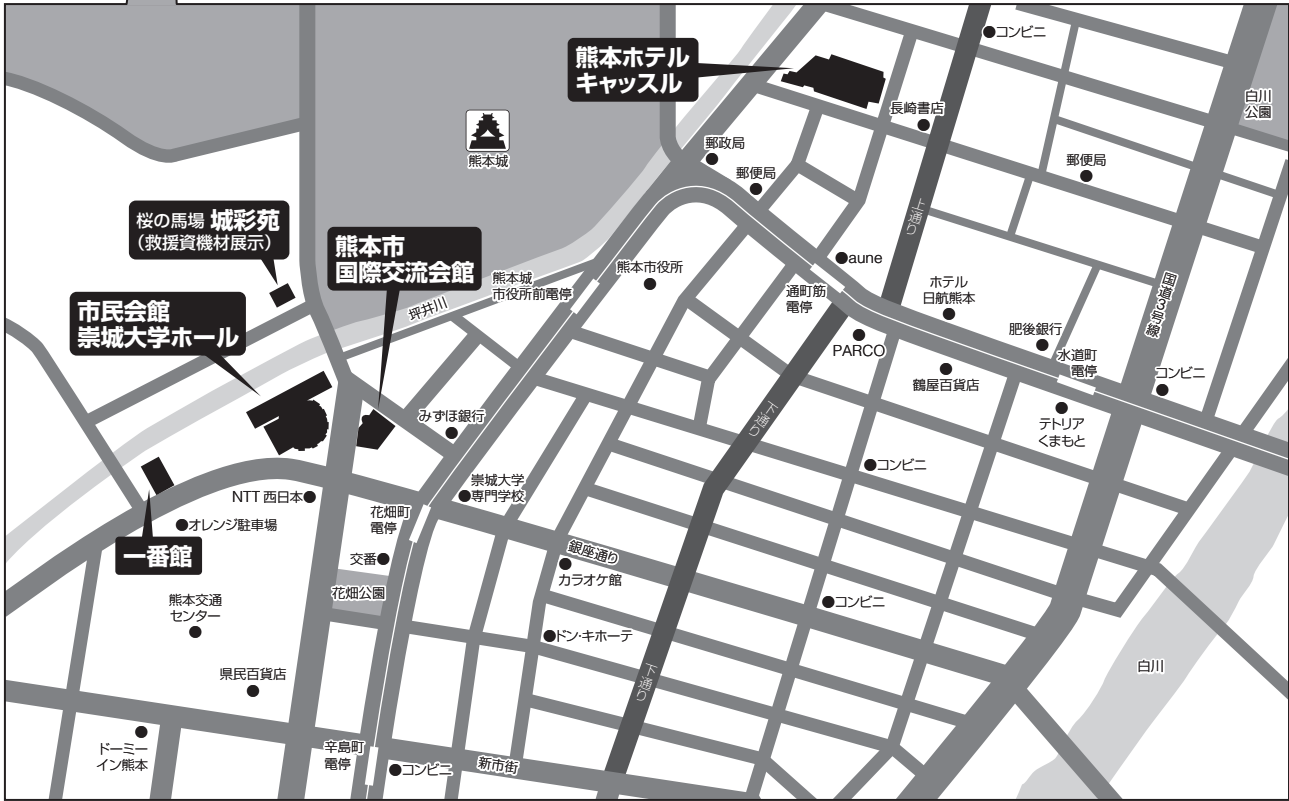 コンビニ
熊本ホテル
キャッスル
白川
公園
長崎書店
熊本城
郵政局
郵便局
郵便局
上通り
桜の馬場 城彩苑
（救援資機材展示）
熊本市
国際交流会館
熊本城
市役所前電停
熊本市役所
aune
通町筋
電停
ホテル
日航熊本
国道3号線
市民会館
崇城大学ホール
坪井川
肥後銀行
PARCO
水道町
電停
コンビニ
鶴屋百貨店
テトリア
くまもと
みずほ銀行
下通り
コンビニ
崇城大学
専門学校
NTT 西日本
花畑町
電停
オレンジ駐車場
一番館
交番
銀座通り
カラオケ館
花畑公園
熊本交通
センター
コンビニ
ドン・キホーテ
白川
県民百貨店
下通り
ドーミー
イン熊本
辛島町
電停
コンビニ
新市街